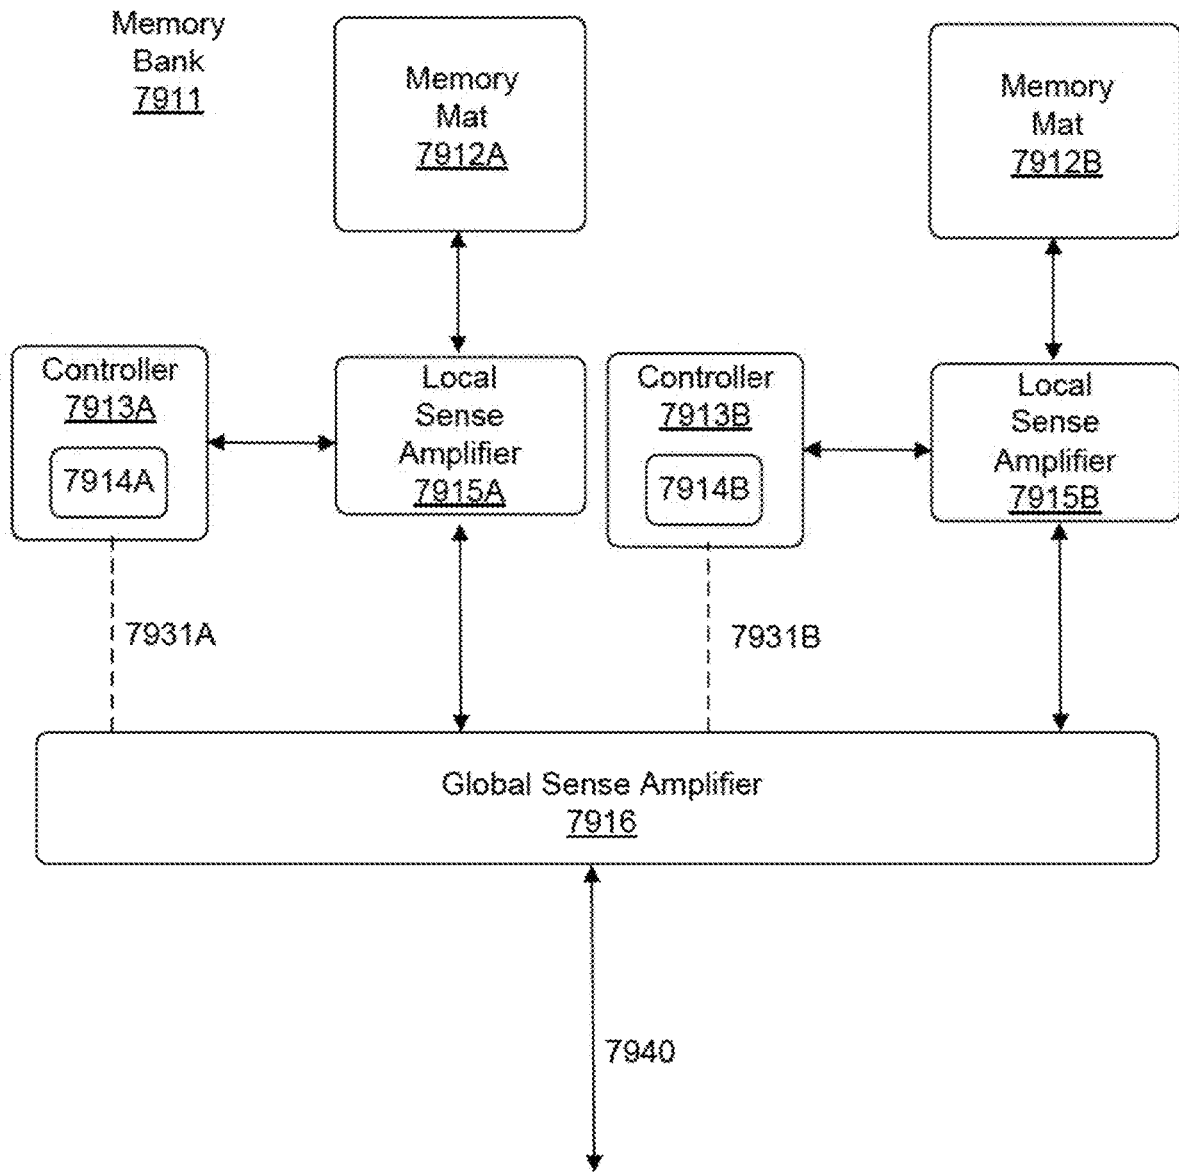 Memory
Bank
7911
Memory
Mat
7912A
Memory
Mat
7912B
Controller
7913A
7914A
Local
Sense
Amplifier
7915A
Controller
7913B
7914B
Local
Sense
Amplifier
7915B
7931A
7931B
Global Sense Amplifier
7916
7940